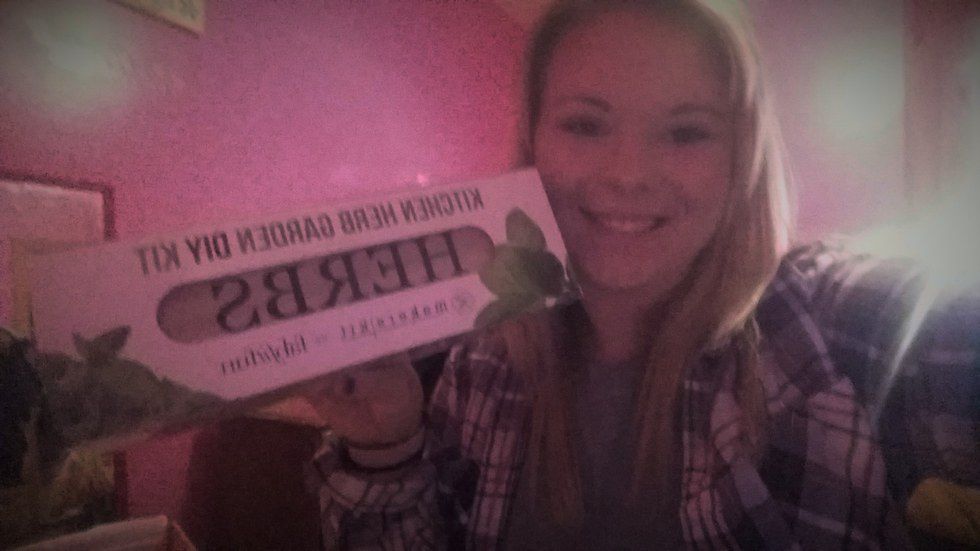 KITCHEN HERB GARDEN DIY KIT
HERBS
makerskit